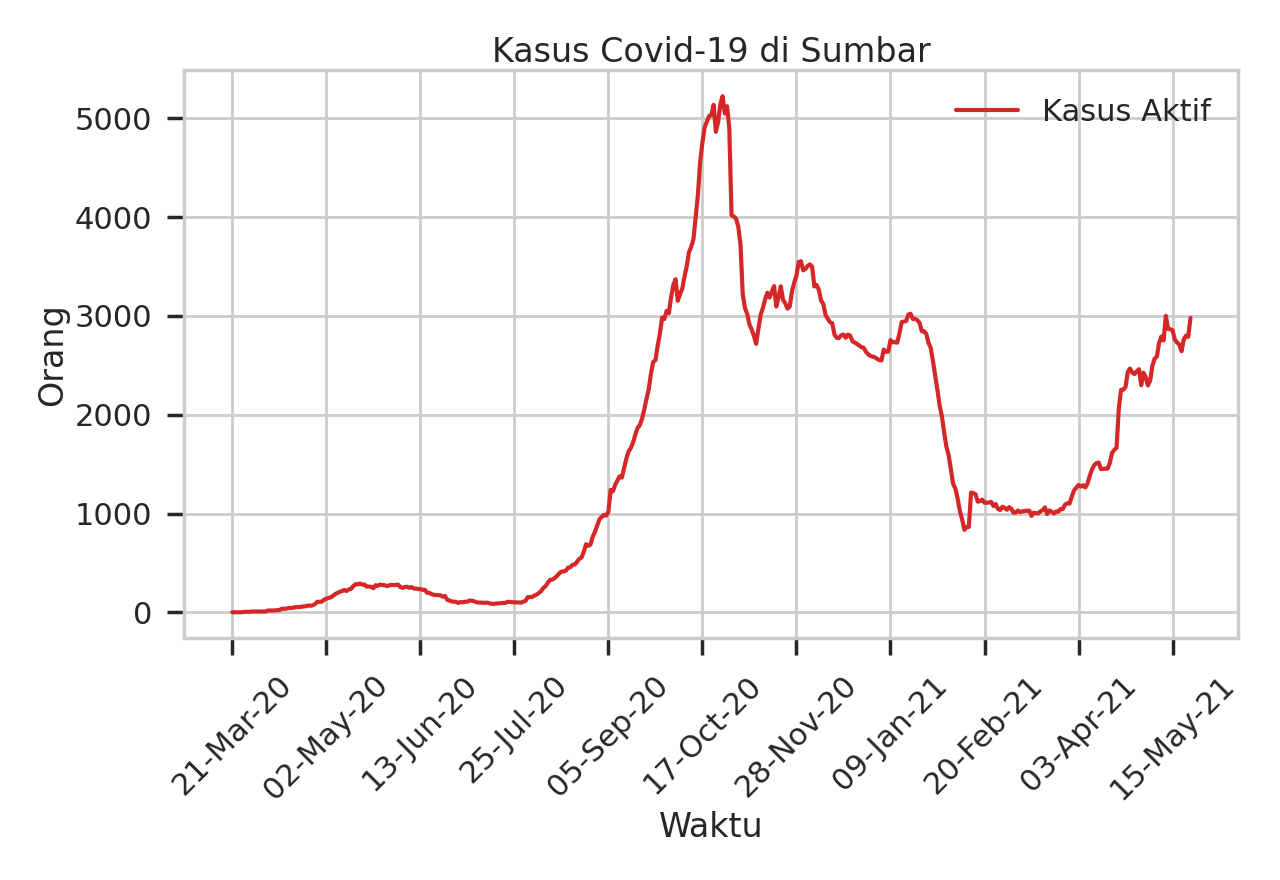 Kasus Covid-19 di Sumbar
Kasus Aktif
Orang
5000
4000
3000
2000
1000
0
21-Mar-20
02-May-20
13-Jun-20
25-Jul-20
05-Sep-20
17-Oct-20
28-Nov-20
09-Jan-21
20-Feb-21
03-Apr-21
15-May-21
Waktu